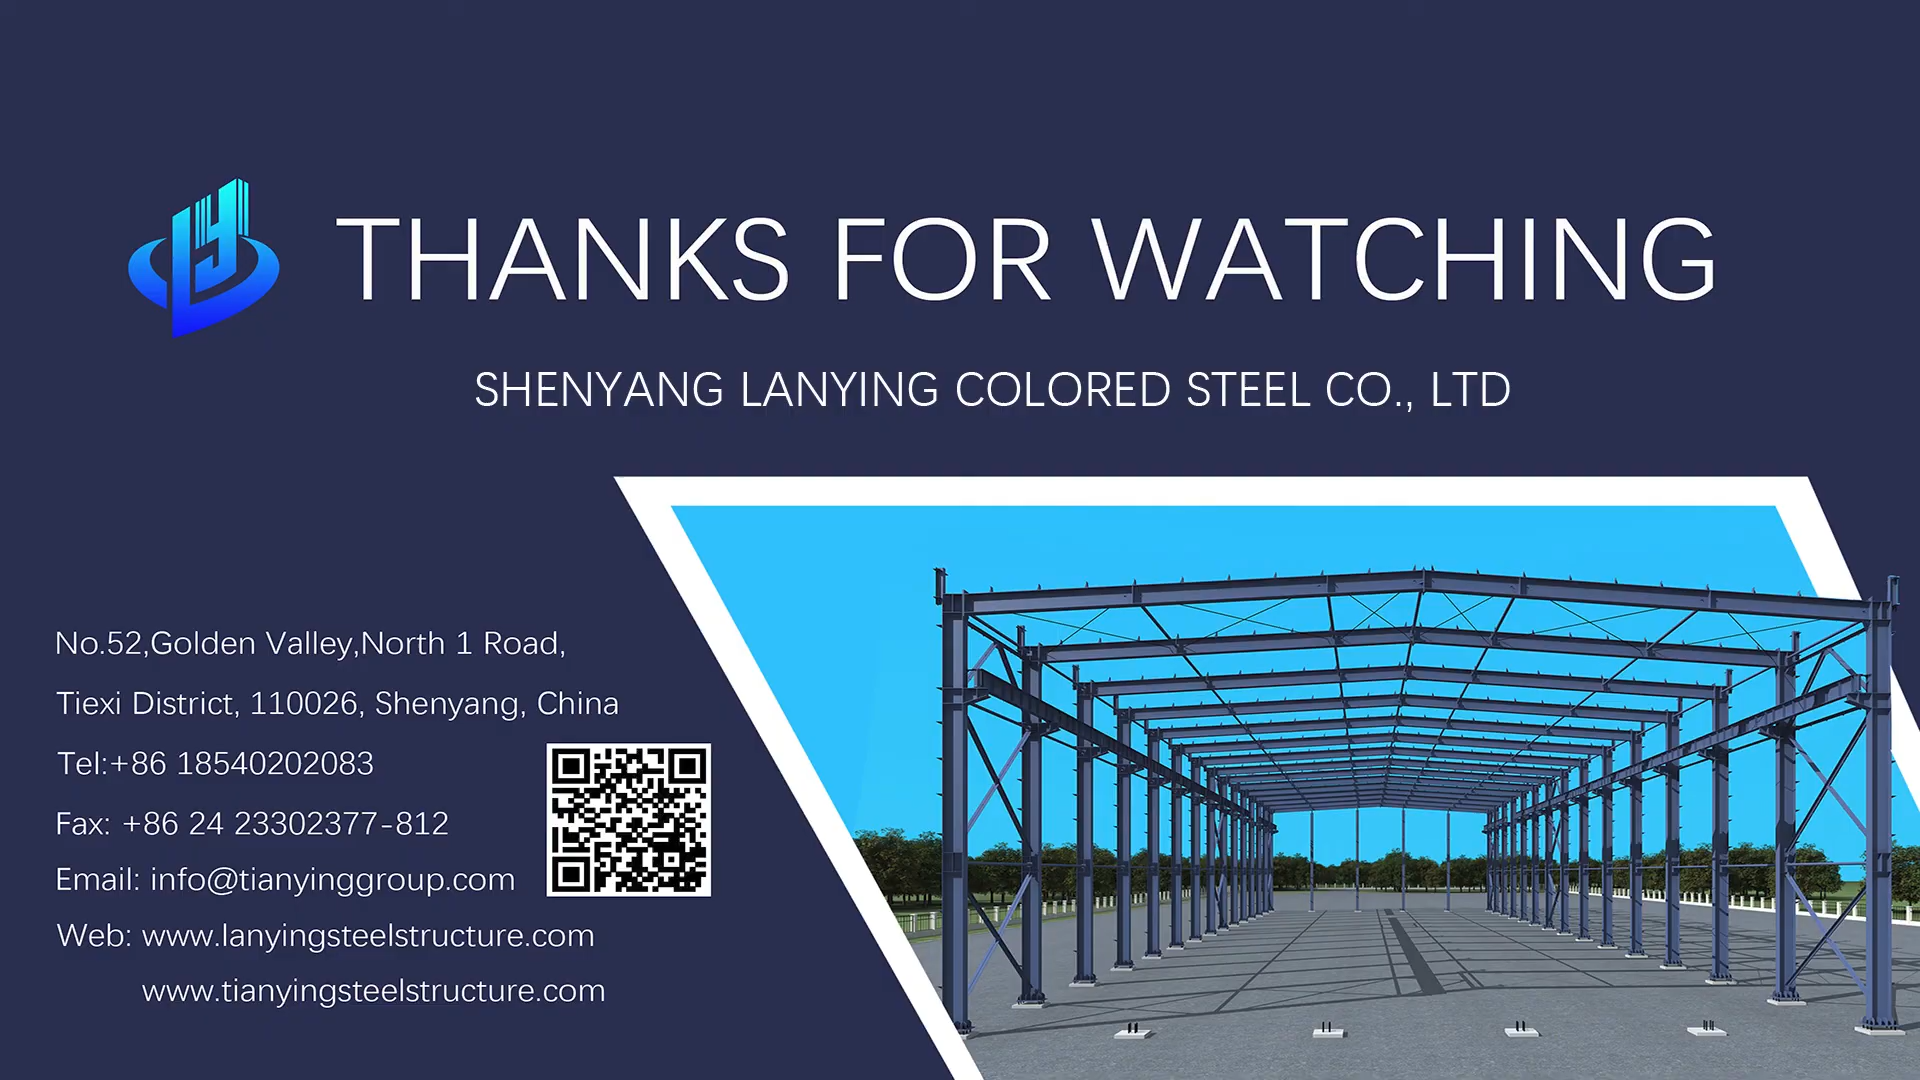 THANKS FOR WATCHING
SHENYANG LANYING COLORED STEEL CO., LTD
No.52,Golden Valley,North 1 Road,
Tiexi District, 110026, Shenyang, China
Tel:+86 18540202083
Fax: +86 24 23302377-812
Email: info@tianyinggroup.com
Web: www.lanyingsteelstructure.com
www.tianyingsteelstructure.com